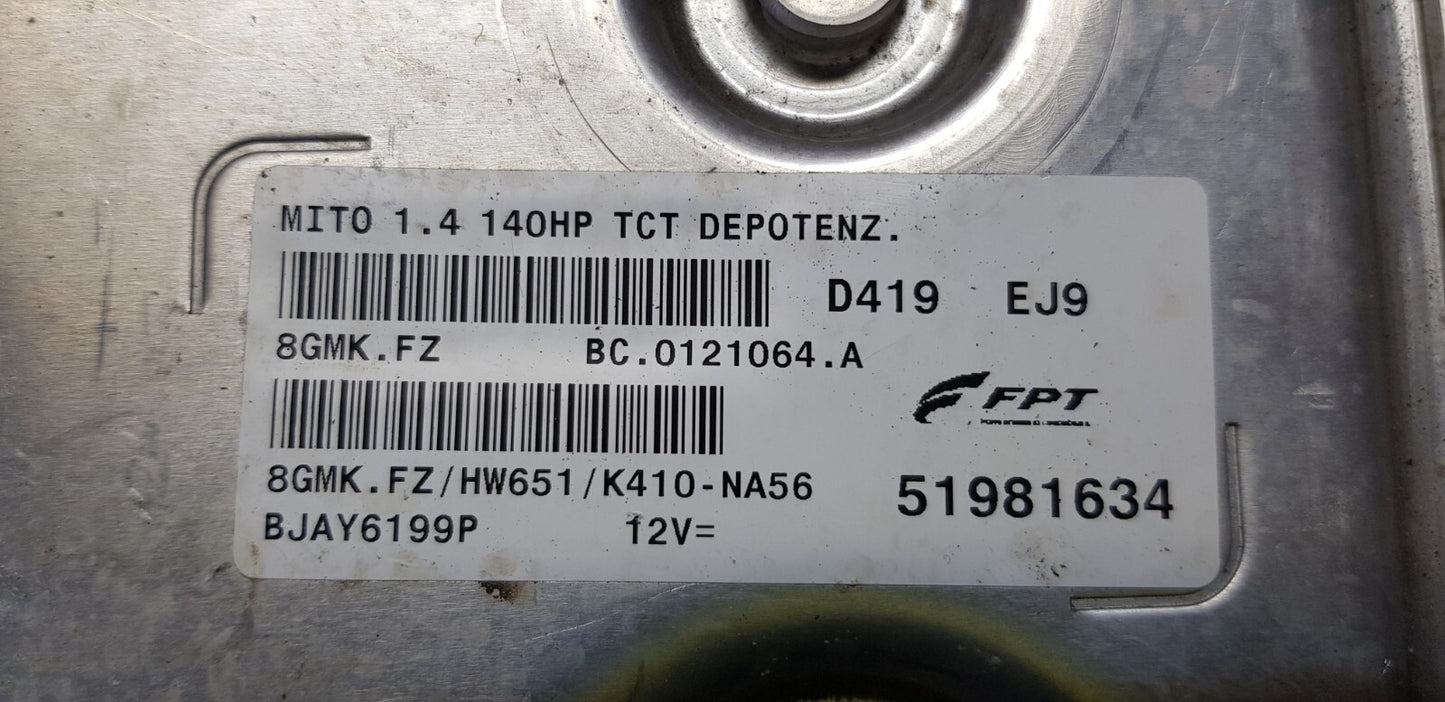 MITO 1.4 140HP TCT DEPOTENZ.
D419 EJ9
8GMK.FZ BC.0121064.A
FPT
8GMK.FZ/HW651/K410-NA56
51981634
BJAY6199P 12V=